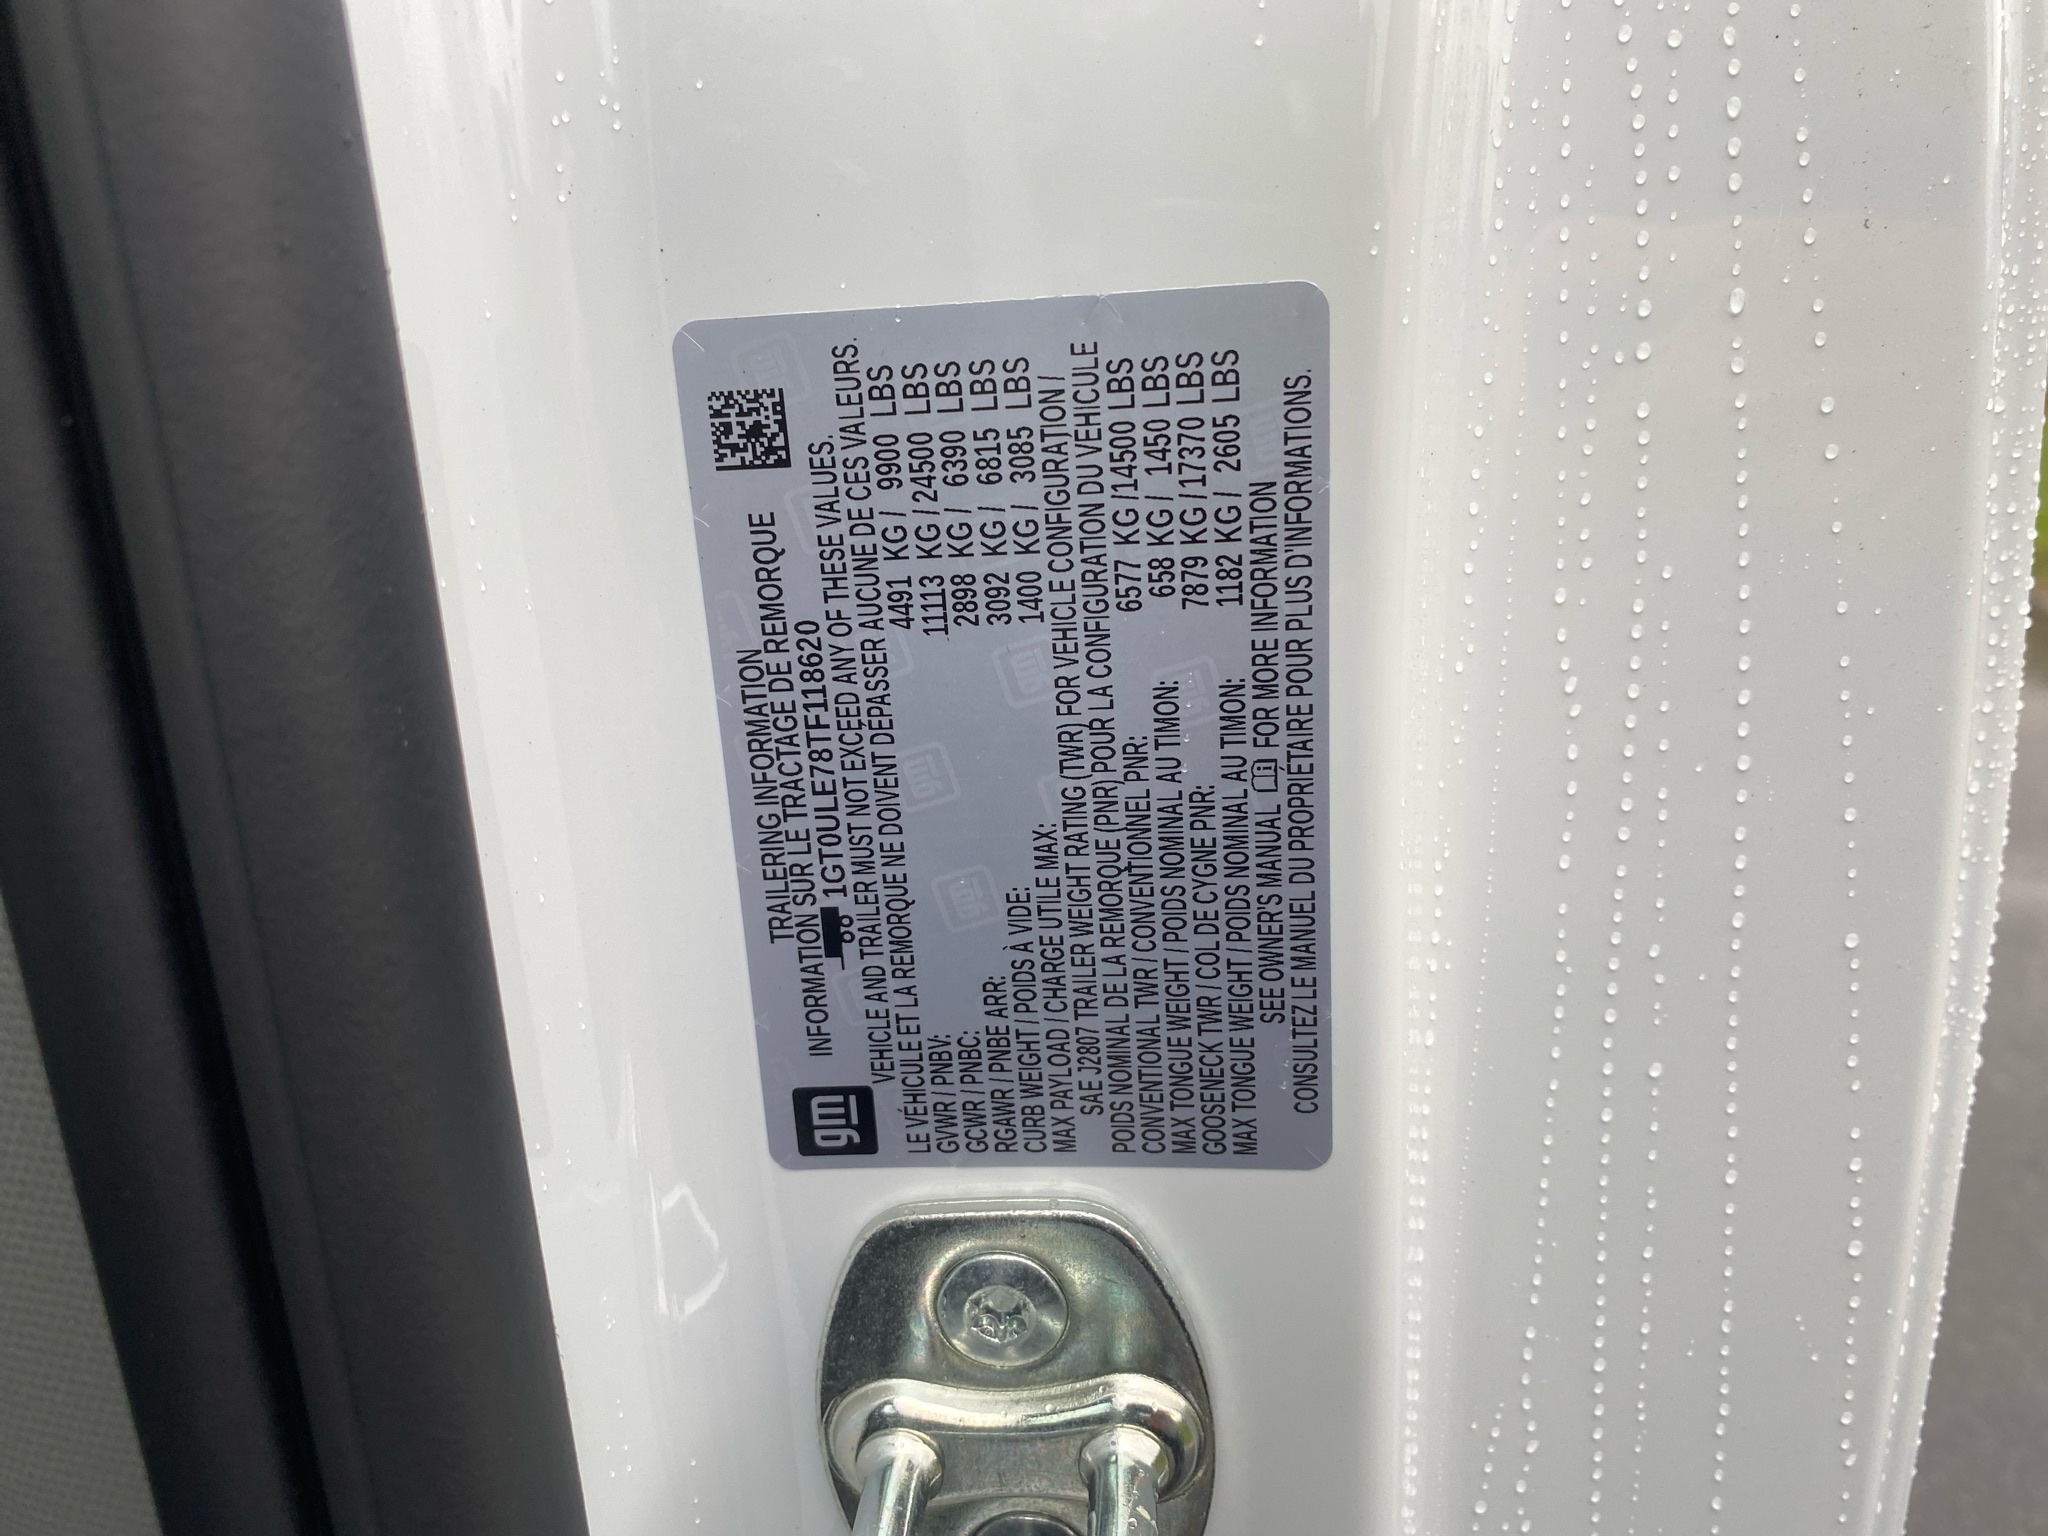 TRAILERING INFORMATION
INFORMATION SUR LE TRACTAGE DE REMORQUE
gm 1GT0ULE78TF118620
VEHICLE AND TRAILER MUST NOT EXCEED ANY OF THESE VALUES.
LE VÉHICULE ET LA REMORQUE NE DOIVENT DÉPASSER AUCUNE DE CES VALEURS.
GVWR / PNBV: 4491 KG / 9900 LBS
GCWR / PNBC: 11113 KG / 24500 LBS
RGAWR / PNBE ARR: 2898 KG / 6390 LBS
CURB WEIGHT / POIDS À VIDE: 3092 KG / 6815 LBS
MAX PAYLOAD / CHARGE UTILE MAX: 1400 KG / 3085 LBS
SAE J2807 TRAILER WEIGHT RATING (TWR) FOR VEHICLE CONFIGURATION /
POIDS NOMINAL DE LA REMORQUE (PNR) POUR LA CONFIGURATION DU VEHICULE
CONVENTIONAL TWR / CONVENTIONNEL PNR: 6577 KG / 14500 LBS
MAX TONGUE WEIGHT / POIDS NOMINAL AU TIMON: 658 KG / 1450 LBS
GOOSENECK TWR / COL DE CYGNE PNR: 7879 KG / 17370 LBS
MAX TONGUE WEIGHT / POIDS NOMINAL AU TIMON: 1182 KG / 2605 LBS
SEE OWNER'S MANUAL FOR MORE INFORMATION
CONSULTEZ LE MANUEL DU PROPRIÉTAIRE POUR PLUS D'INFORMATIONS.